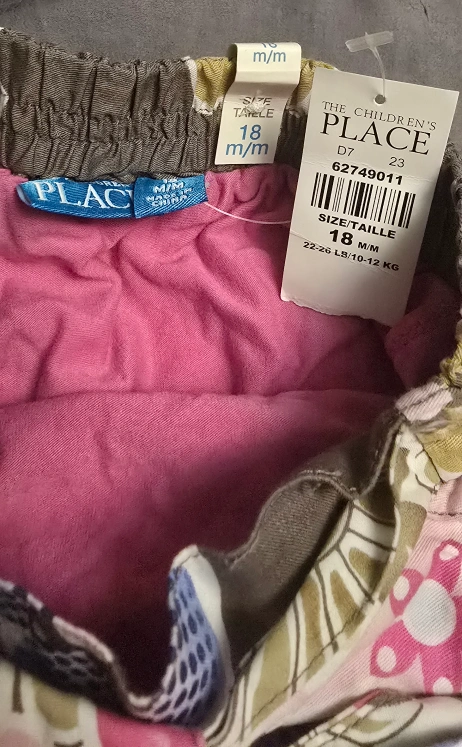 m/m
SIZE
TAILLE
18
m/m
PLAC
M/M
MADE IN
CHINA
THE CHILDREN'S
PLACE
D7 23
62749011
SIZE/TAILLE
18 M/M
22-26 LB/10-12 KG